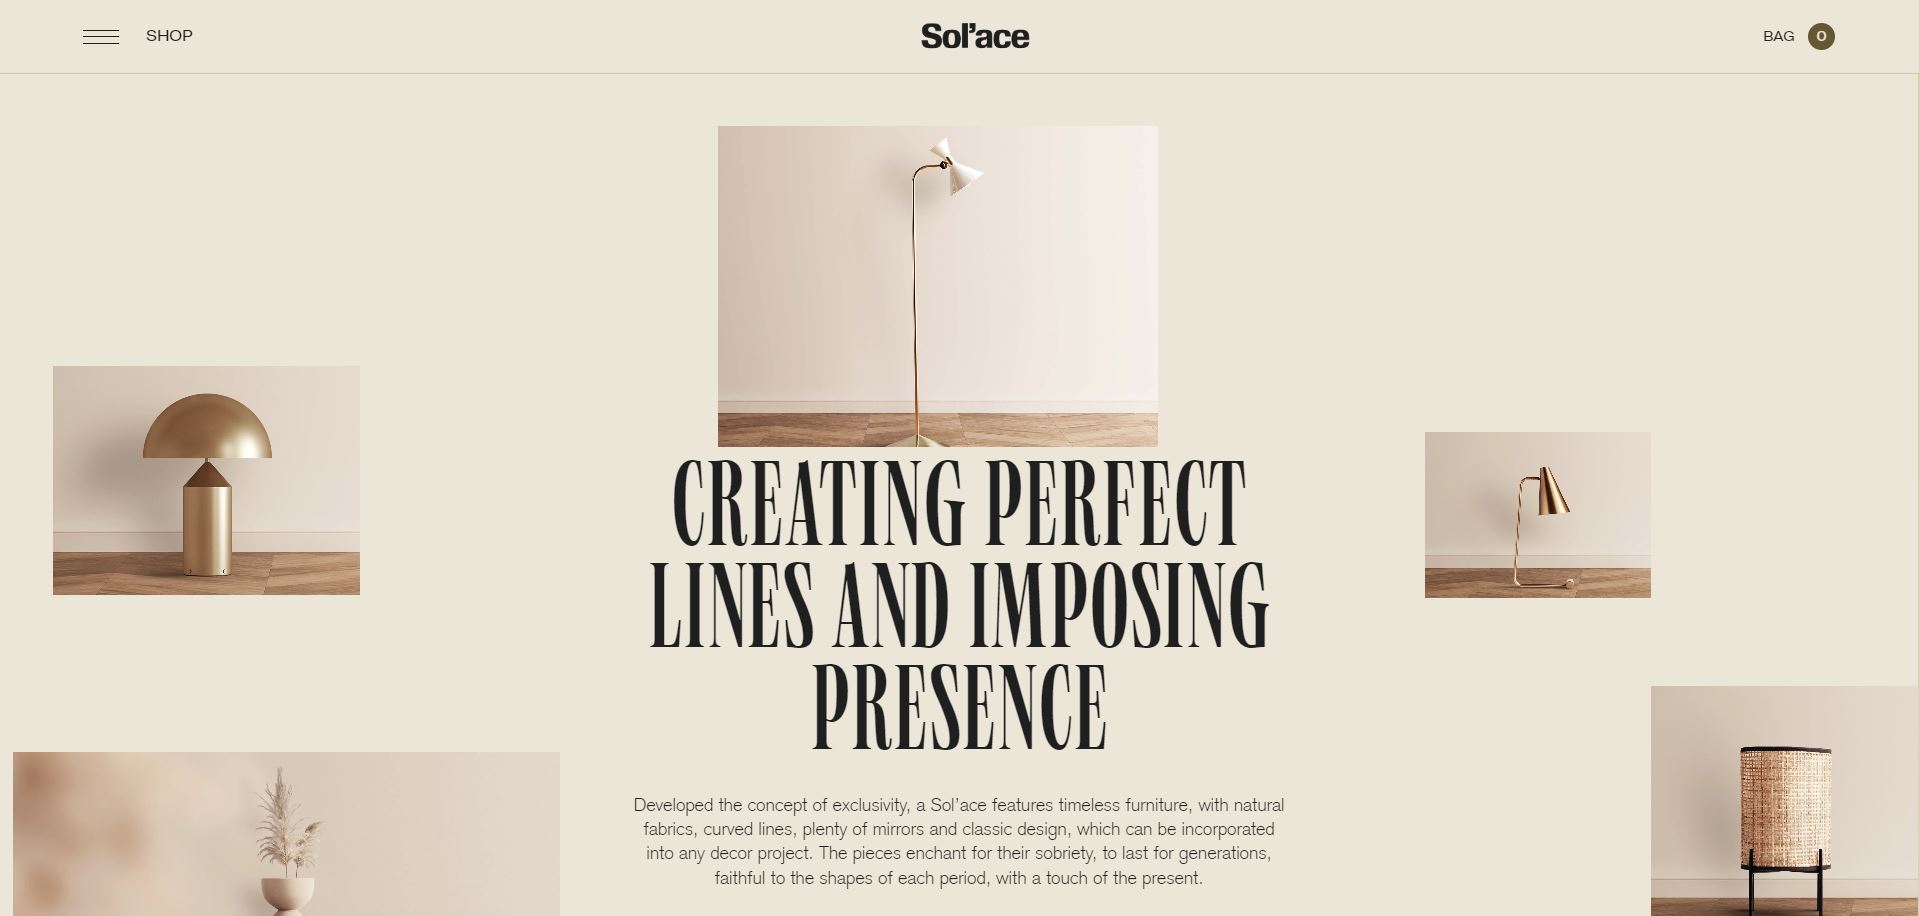 SHOP
Sol'ace
BAG 0
CREATING PERFECT
LINES AND IMPOSING
PRESENCE
Developed the concept of exclusivity, a Sol’ace features timeless furniture, with natural
fabrics, curved lines, plenty of mirrors and classic design, which can be incorporated
into any decor project. The pieces enchant for their sobriety, to last for generations,
faithful to the shapes of each period, with a touch of the present.